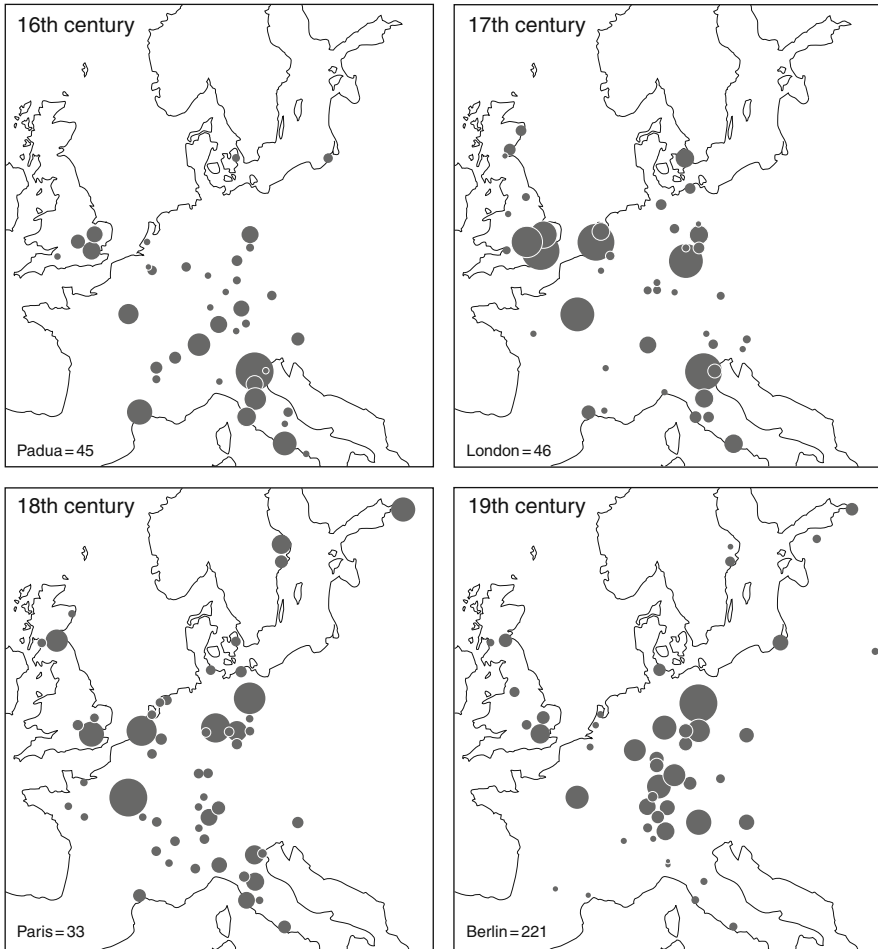 16th century
17th century
Padua = 45
London = 46
18th century
19th century
Paris = 33
Berlin = 221